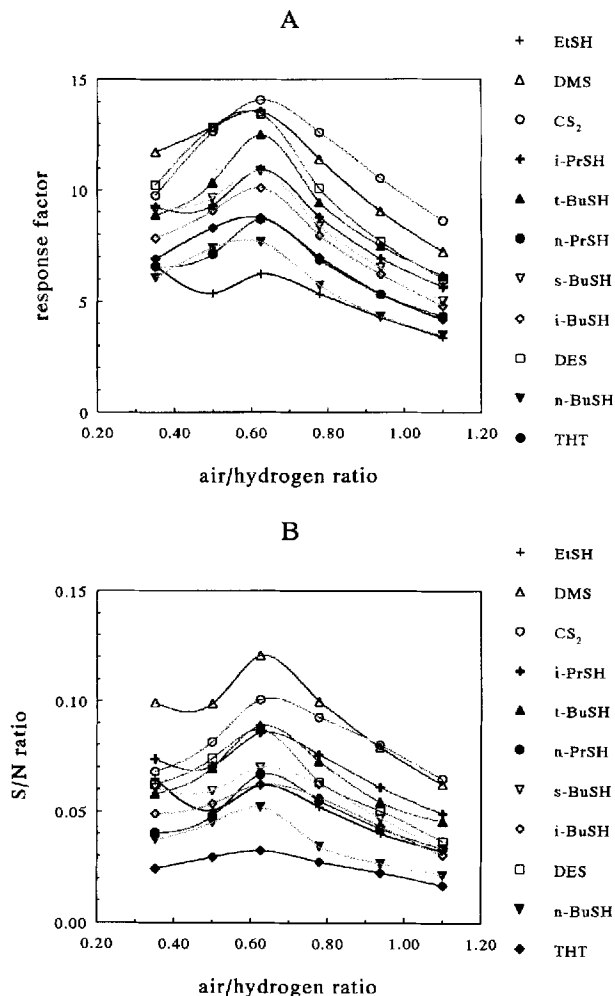 A
15
10
5
0
response factor
0.20 0.40 0.60 0.80 1.00 1.20
air/hydrogen ratio
EtSH
DMS
CS₂
i-PrSH
t-BuSH
n-PrSH
s-BuSH
i-BuSH
DES
n-BuSH
THT
B
0.15
0.10
0.05
0.00
S/N ratio
0.20 0.40 0.60 0.80 1.00 1.20
air/hydrogen ratio
EtSH
DMS
CS₂
i-PrSH
t-BuSH
n-PrSH
s-BuSH
i-BuSH
DES
n-BuSH
THT